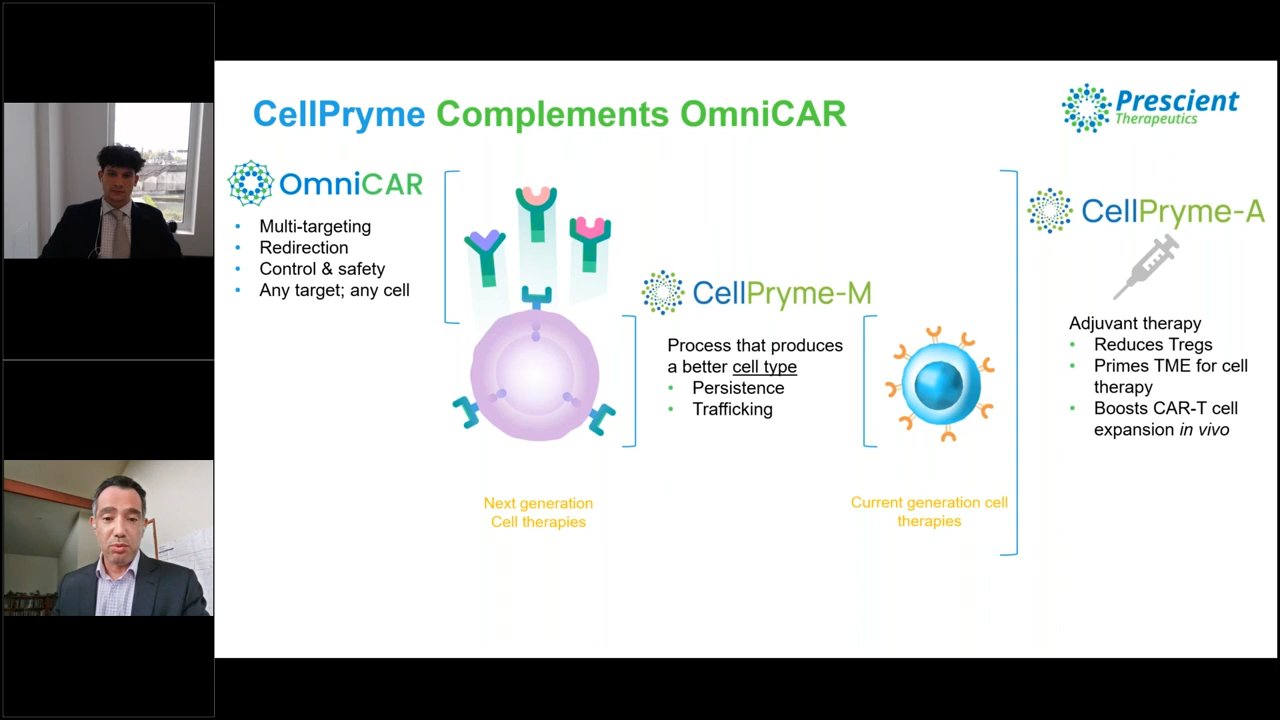 CellPryme Complements OmniCAR
Prescient
Therapeutics
OmniCAR
• Multi-targeting
• Redirection
• Control & safety
• Any target; any cell
CellPryme-M
Process that produces
a better cell type
• Persistence
• Trafficking
CellPryme-A
Adjuvant therapy
• Reduces Tregs
• Primes TME for cell
therapy
• Boosts CAR-T cell
expansion in vivo
Next generation
Cell therapies
Current generation cell
therapies